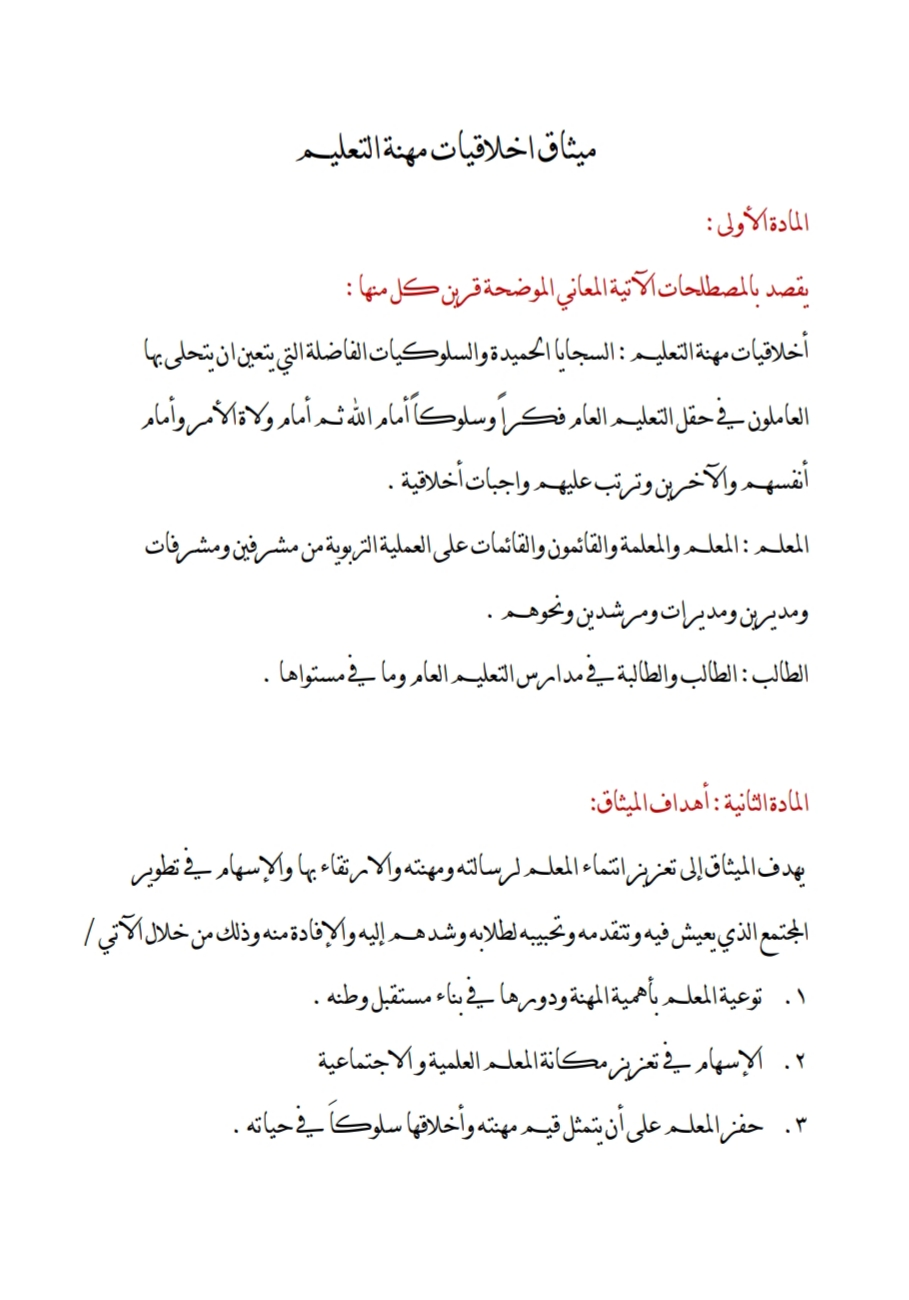 ميثاق اخلاقيات مهنة التعليم
المادة الأولى :
يقصد بالمصطلحات الآتية المعاني الموضحة قرين كل منها :
أخلاقيات مهنة التعليم : السجايا الحميدة والسلوكيات الفاضلة التي يتعين ان يتحلى بها
العاملون في حقل التعليم العام فكراً وسلوكاً أمام الله ثم أمام ولاة الأمر وأمام
أنفسهم والآخرين وترتب عليهم واجبات أخلاقية .
المعلم : المعلم والمعلمة والقائمون والقائمات على العملية التربوية من مشرفين ومشرفات
ومديرين ومديرات ومرشدين ونحوهم .
الطالب : الطالب والطالبة في مدارس التعليم العام وما في مستواها .
المادة الثانية : أهداف الميثاق:
يهدف الميثاق إلى تعزيز انتماء المعلم لرسالته ومهنته والارتقاء بها والإسهام في تطوير
المجتمع الذي يعيش فيه وتتقدمه وتحبيبه لطلابه وشدهم إليه والإفادة منه وذلك من خلال الآتي /
١. توعية المعلم بأهمية المهنة ودورها في بناء مستقبل وطنه .
٢. الإسهام في تعزيز مكانة المعلم العلمية و الاجتماعية
٣. حفز المعلم على أن يتمثل قيم مهنته وأخلاقها سلوكاَ في حياته .